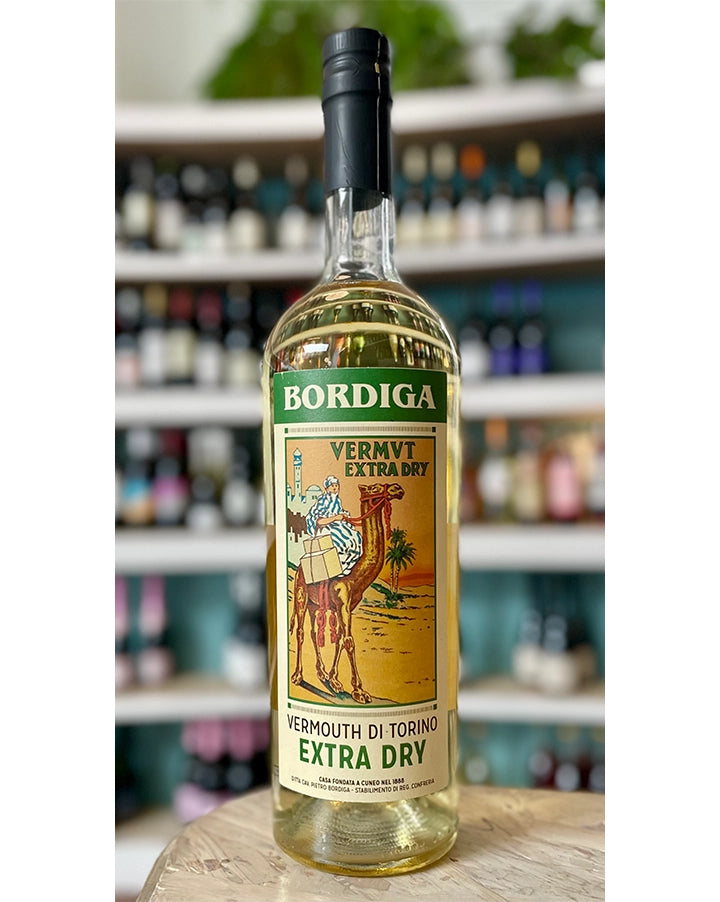 BORDIGA
VERMVT
EXTRA DRY
VERMOUTH DI TORINO
EXTRA DRY
CASA FONDATA A CUNEO NEL 1888
DITTA CAV. PIETRO BORDIGA - STABILIMENTO DI REG. CONFRERIA